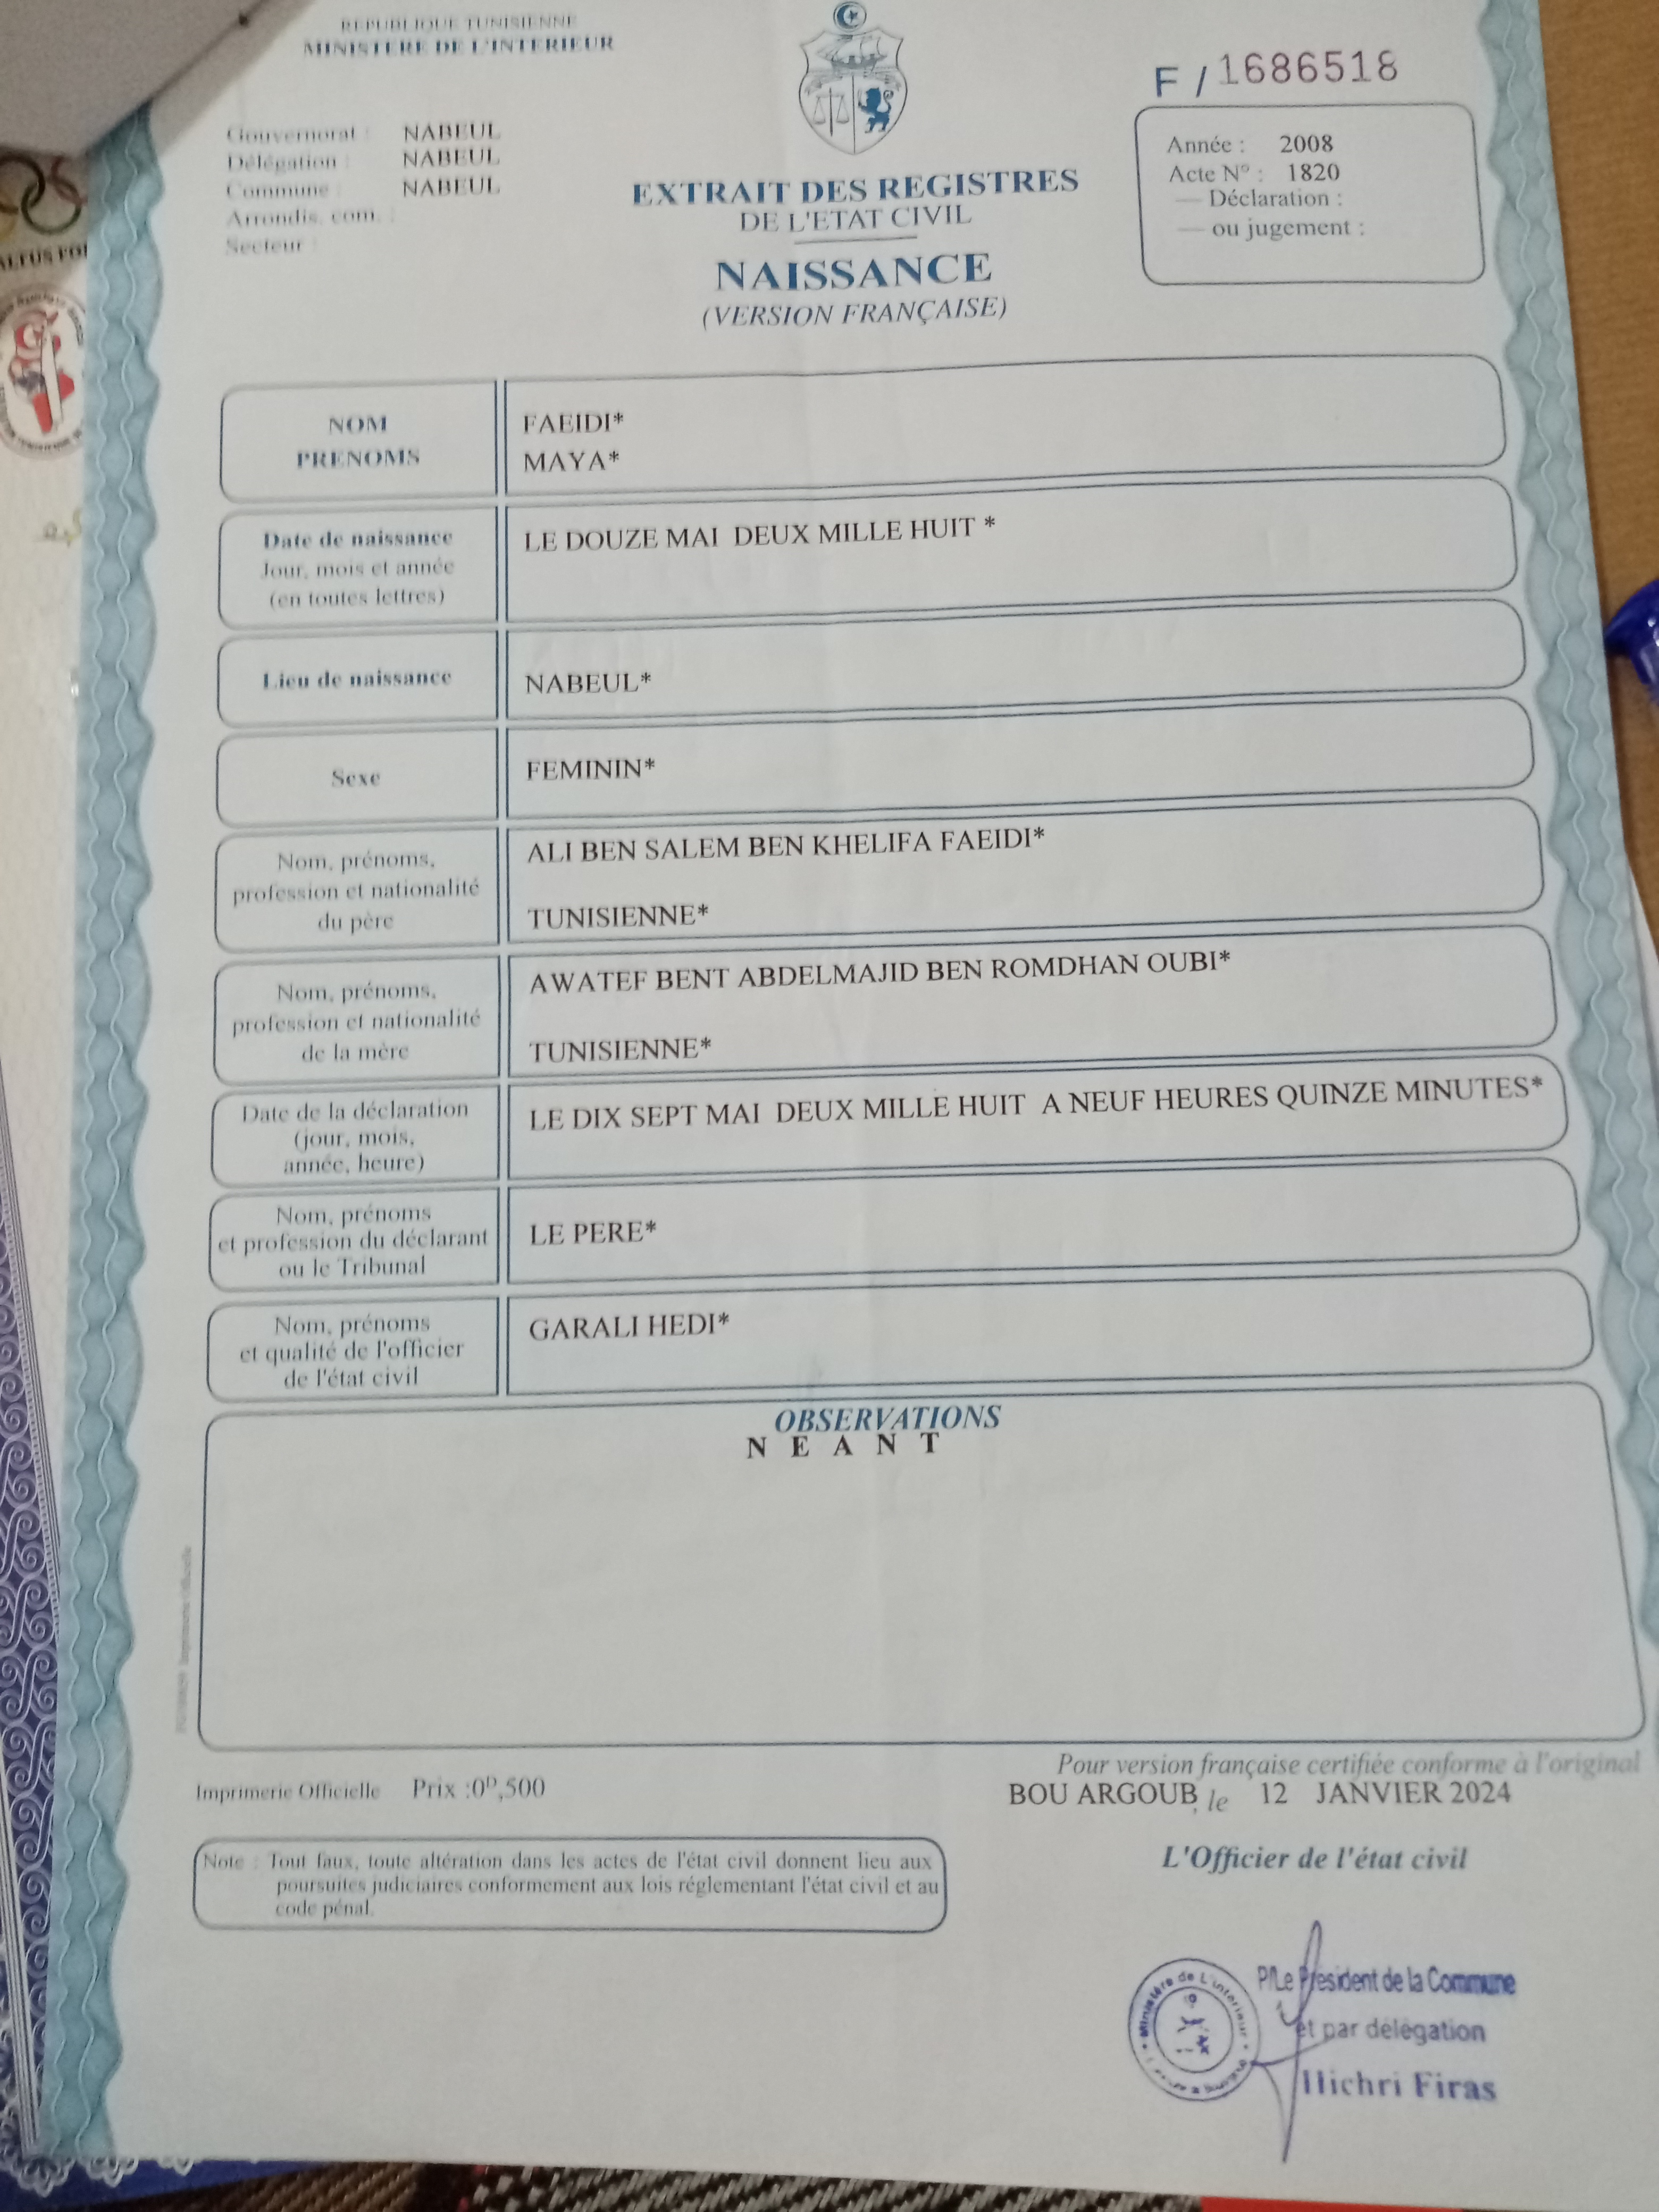 REPUBLIQUE TUNISIENNE
MINISTERE DE L'INTERIEUR
F / 1686518
Gouvernorat : NABEUL
Délégation : NABEUL
Commune : NABEUL
Arrondis. com. :
Secteur :
EXTRAIT DES REGISTRES
DE L'ETAT CIVIL
NAISSANCE
(VERSION FRANÇAISE)
Année : 2008
Acte N° : 1820
— Déclaration :
— ou jugement :
NOM FAEIDI*
PRENOMS MAYA*
Date de naissance LE DOUZE MAI DEUX MILLE HUIT *
Jour, mois et année
(en toutes lettres)
Lieu de naissance NABEUL*
Sexe FEMININ*
Nom, prénoms, ALI BEN SALEM BEN KHELIFA FAEIDI*
profession et nationalité
du père TUNISIENNE*
Nom, prénoms, AWATEF BENT ABDELMAJID BEN ROMDHAN OUBI*
profession et nationalité
de la mère TUNISIENNE*
Date de la déclaration LE DIX SEPT MAI DEUX MILLE HUIT A NEUF HEURES QUINZE MINUTES*
(jour, mois,
année, heure)
Nom, prénoms
et profession du déclarant LE PERE*
ou le Tribunal
Nom, prénoms GARALI HEDI*
et qualité de l'officier
de l'état civil
OBSERVATIONS
N E A N T
Pour version française certifiée conforme à l'original
Imprimerie Officielle Prix :0ᴰ,500
BOU ARGOUB, le 12 JANVIER 2024
Note : Tout faux, toute altération dans les actes de l'état civil donnent lieu aux
poursuites judiciaires conformement aux lois réglementant l'état civil et au
code pénal.
L'Officier de l'état civil
Ministère de L'intérieur
P/Le Président de la Commune
et par délégation
Hichri Firas